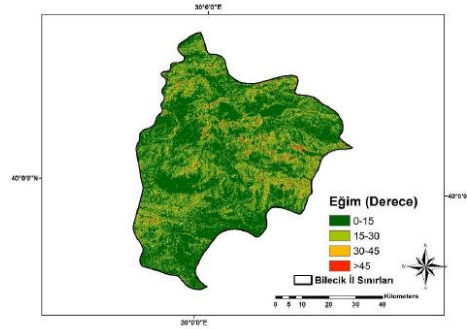 30°0'0"E
40°0'0"N
40°0'0
Eğim (Derece)
0-15
15-30
30-45
>45
Bilecik İl Sınırları
Kilometers
0 5 10 20 30 40
30°0'0"E